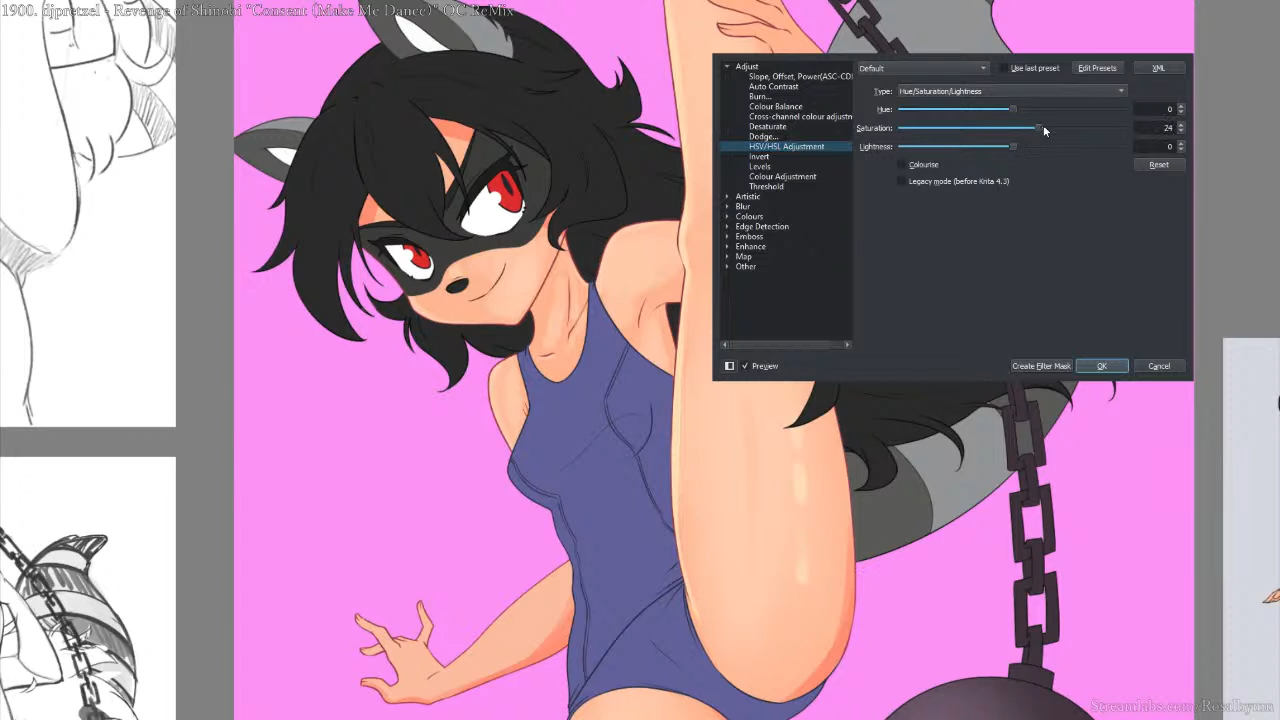 1900. djpretzel - Revenge of Shinobi "Consent (Make Me Dance)" OC ReMix
Adjust
Slope, Offset, Power(ASC-CDL
Auto Contrast
Burn...
Colour Balance
Cross-channel colour adjustm
Desaturate
Dodge...
HSV/HSL Adjustment
Invert
Levels
Colour Adjustment
Threshold
Artistic
Blur
Colours
Edge Detection
Emboss
Enhance
Map
Other
Default
Use last preset
Edit Presets
XML
Type: Hue/Saturation/Lightness
Hue: 0
Saturation: 24
Lightness: 0
Colourise
Reset
Legacy mode (before Krita 4.3)
Preview
Create Filter Mask
OK
Cancel
Streamlabs.com/Rosalbynn